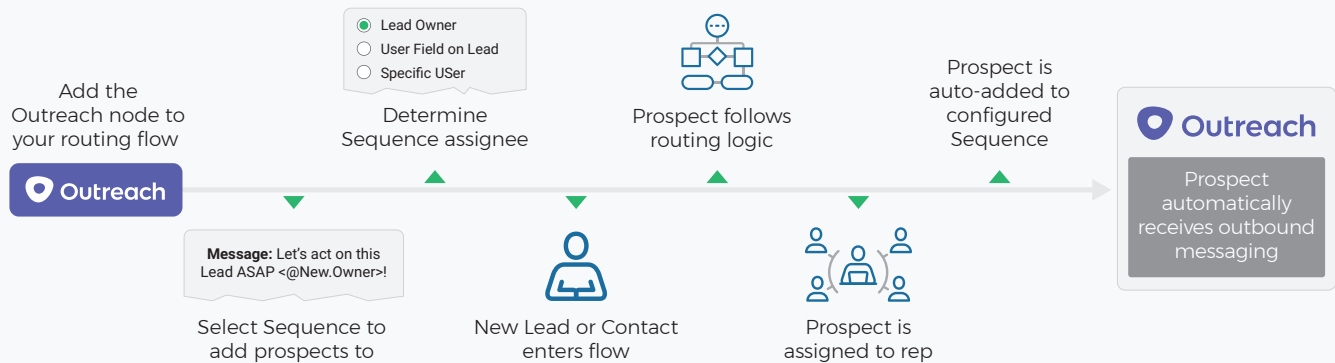 Add the
Outreach node to
your routing flow
Outreach
Message: Let's act on this
Lead ASAP <@New.Owner>!
Select Sequence to
add prospects to
Lead Owner
User Field on Lead
Specific USer
Determine
Sequence assignee
New Lead or Contact
enters flow
Prospect follows
routing logic
Prospect is
assigned to rep
Prospect is
auto-added to
configured
Sequence
Outreach
Prospect
automatically
receives outbound
messaging